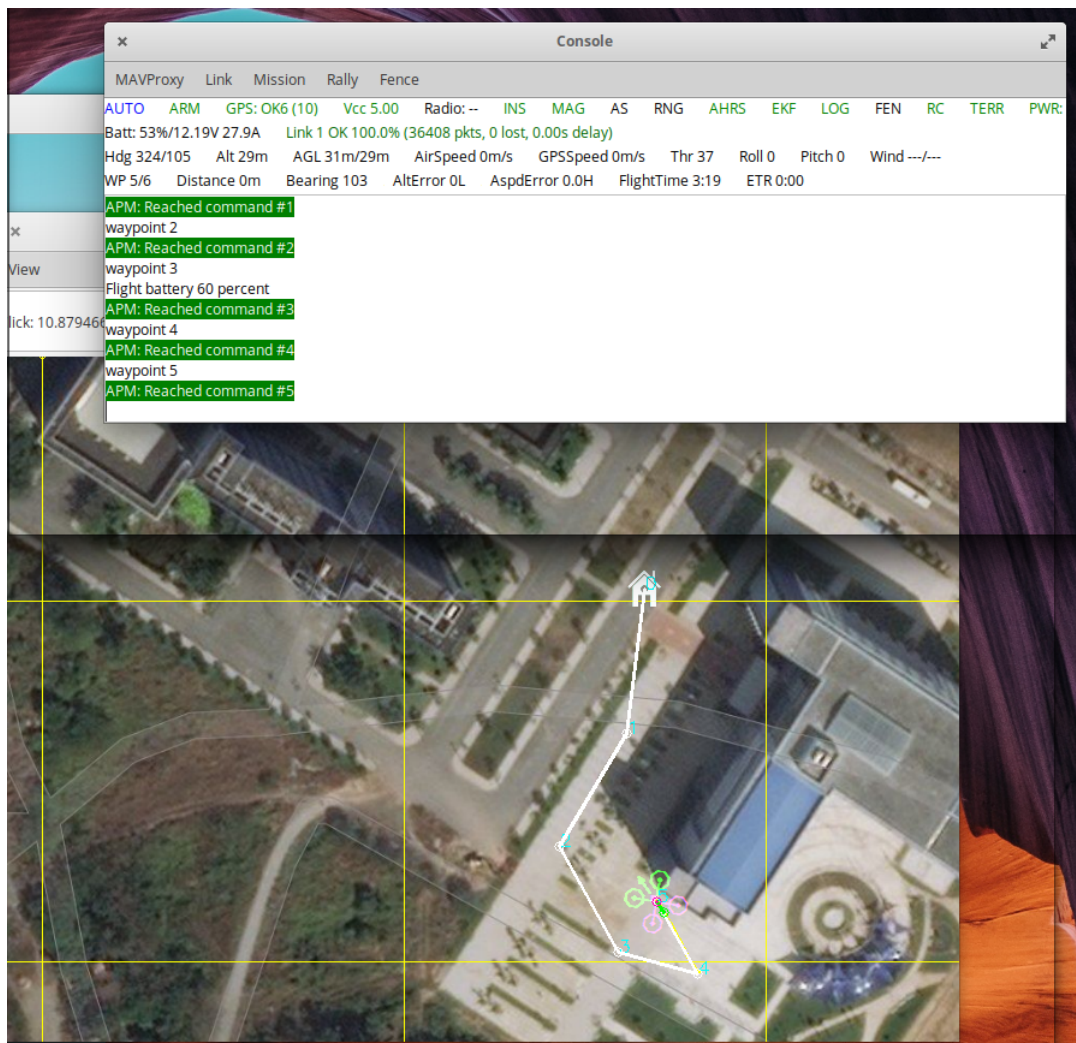 Console
MAVProxy Link Mission Rally Fence
AUTO ARM GPS: OK6 (10) Vcc 5.00 Radio: -- INS MAG AS RNG AHRS EKF LOG FEN RC TERR PWR:
Batt: 53%/12.19V 27.9A Link 1 OK 100.0% (36408 pkts, 0 lost, 0.00s delay)
Hdg 324/105 Alt 29m AGL 31m/29m AirSpeed 0m/s GPSSpeed 0m/s Thr 37 Roll 0 Pitch 0 Wind ---/---
WP 5/6 Distance 0m Bearing 103 AltError 0L AspdError 0.0H FlightTime 3:19 ETR 0:00
APM: Reached command #1
waypoint 2
APM: Reached command #2
waypoint 3
Flight battery 60 percent
APM: Reached command #3
waypoint 4
APM: Reached command #4
waypoint 5
APM: Reached command #5
View
lick: 10.879466
0
1
2
3
4